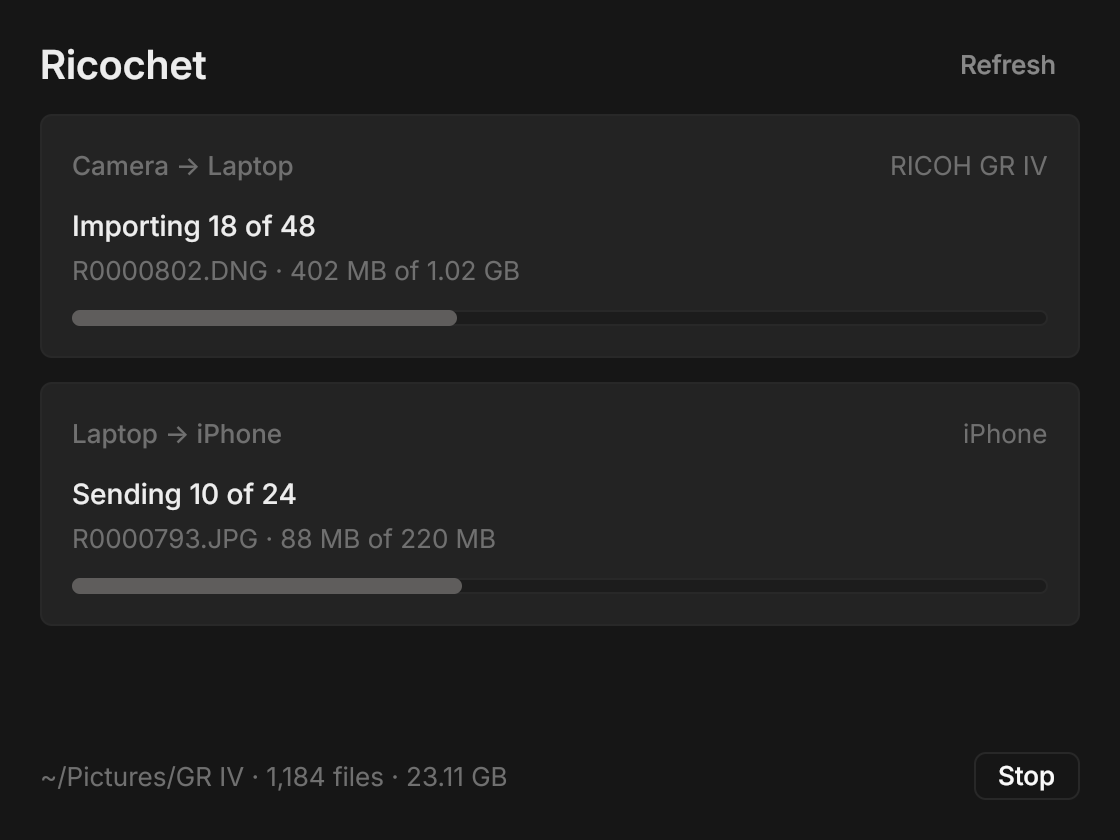 Ricochet
Refresh
Camera → Laptop
RICOH GR IV
Importing 18 of 48
R0000802.DNG · 402 MB of 1.02 GB
Laptop → iPhone
iPhone
Sending 10 of 24
R0000793.JPG · 88 MB of 220 MB
~/Pictures/GR IV · 1,184 files · 23.11 GB
Stop